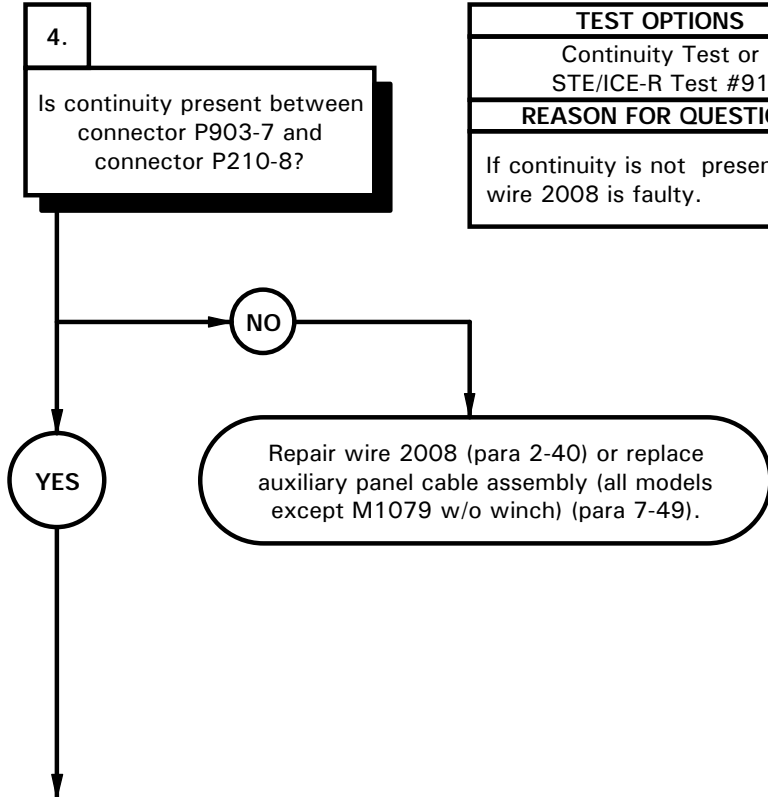 4.
Is continuity present between
connector P903-7 and
connector P210-8?
TEST OPTIONS
Continuity Test or
STE/ICE-R Test #91
REASON FOR
If continuity is not
wire 2008 is faulty.
NO
YES
Repair wire 2008 (para 2-40) or replace
auxiliary panel cable assembly (all models
except M1079 w/o winch) (para 7-49).